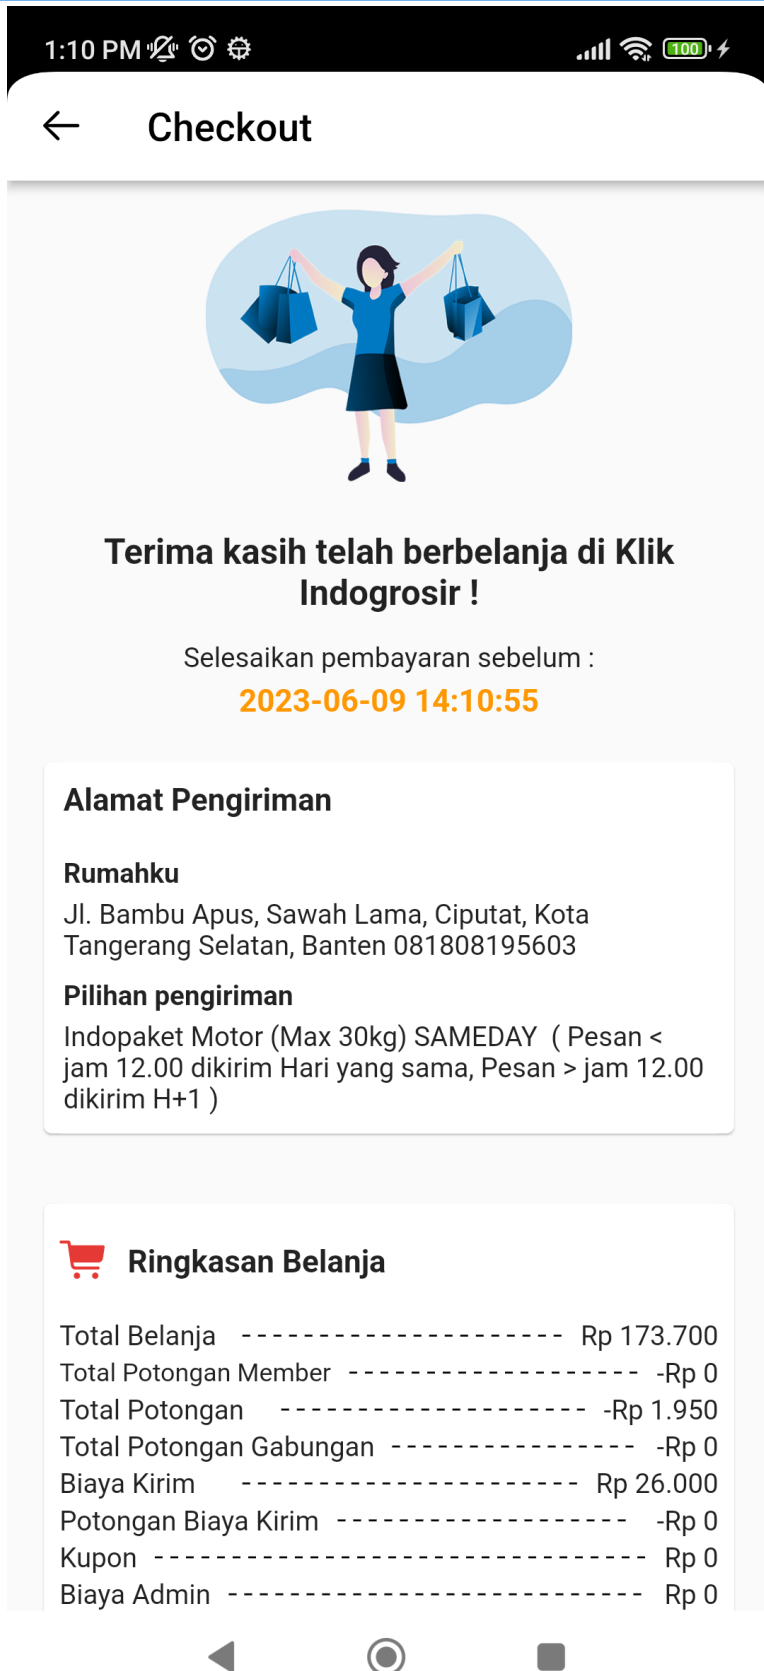 1:10 PM
100
Checkout
Terima kasih telah berbelanja di Klik
Indogrosir !
Selesaikan pembayaran sebelum :
2023-06-09 14:10:55
Alamat Pengiriman
Rumahku
Jl. Bambu Apus, Sawah Lama, Ciputat, Kota
Tangerang Selatan, Banten 081808195603
Pilihan pengiriman
Indopaket Motor (Max 30kg) SAMEDAY  ( Pesan <
jam 12.00 dikirim Hari yang sama, Pesan > jam 12.00
dikirim H+1 )
Ringkasan Belanja
Total Belanja --------------------- Rp 173.700
Total Potongan Member ------------------- -Rp 0
Total Potongan -------------------- -Rp 1.950
Total Potongan Gabungan ---------------- -Rp 0
Biaya Kirim ---------------------- Rp 26.000
Potongan Biaya Kirim ------------------- -Rp 0
Kupon -------------------------------- Rp 0
Biaya Admin --------------------------- Rp 0